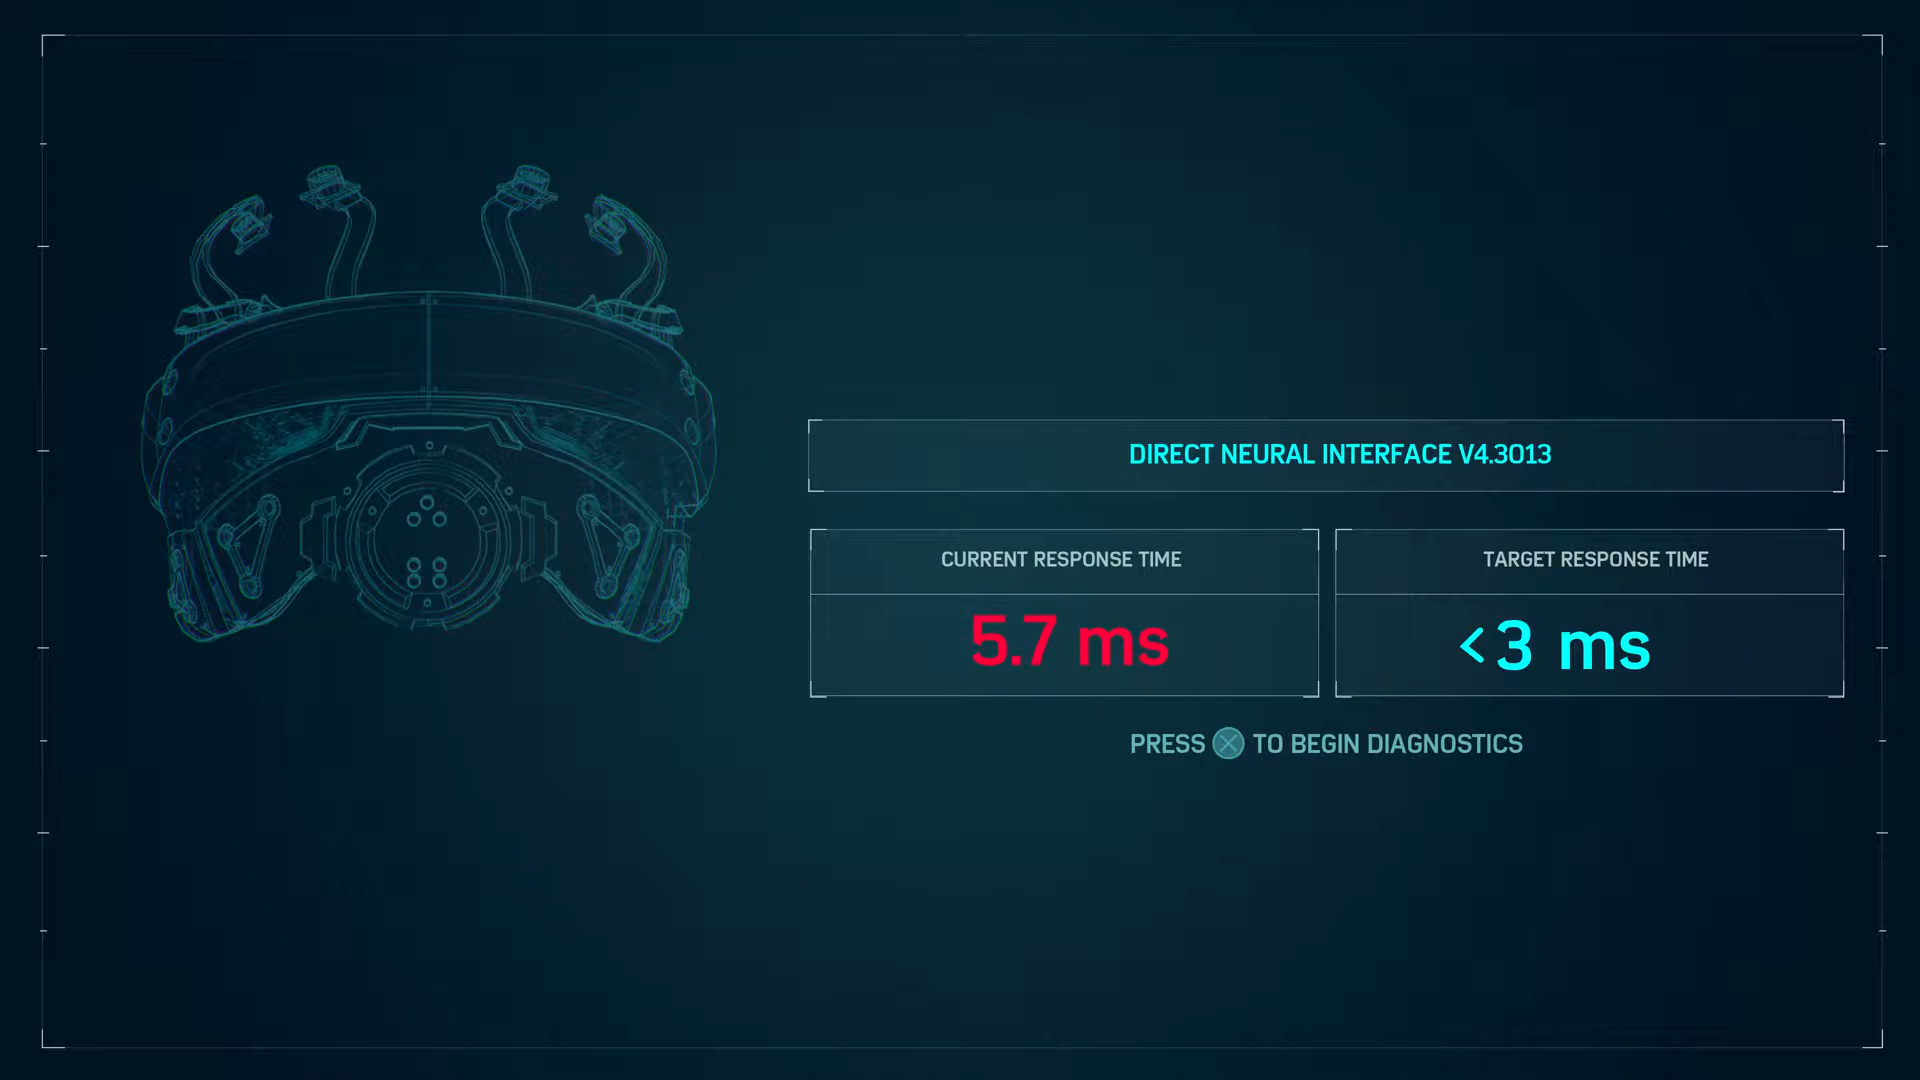 DIRECT NEURAL INTERFACE V4.3013
CURRENT RESPONSE TIME
5.7 ms
TARGET RESPONSE TIME
<3 ms
PRESS ⓧ TO BEGIN DIAGNOSTICS